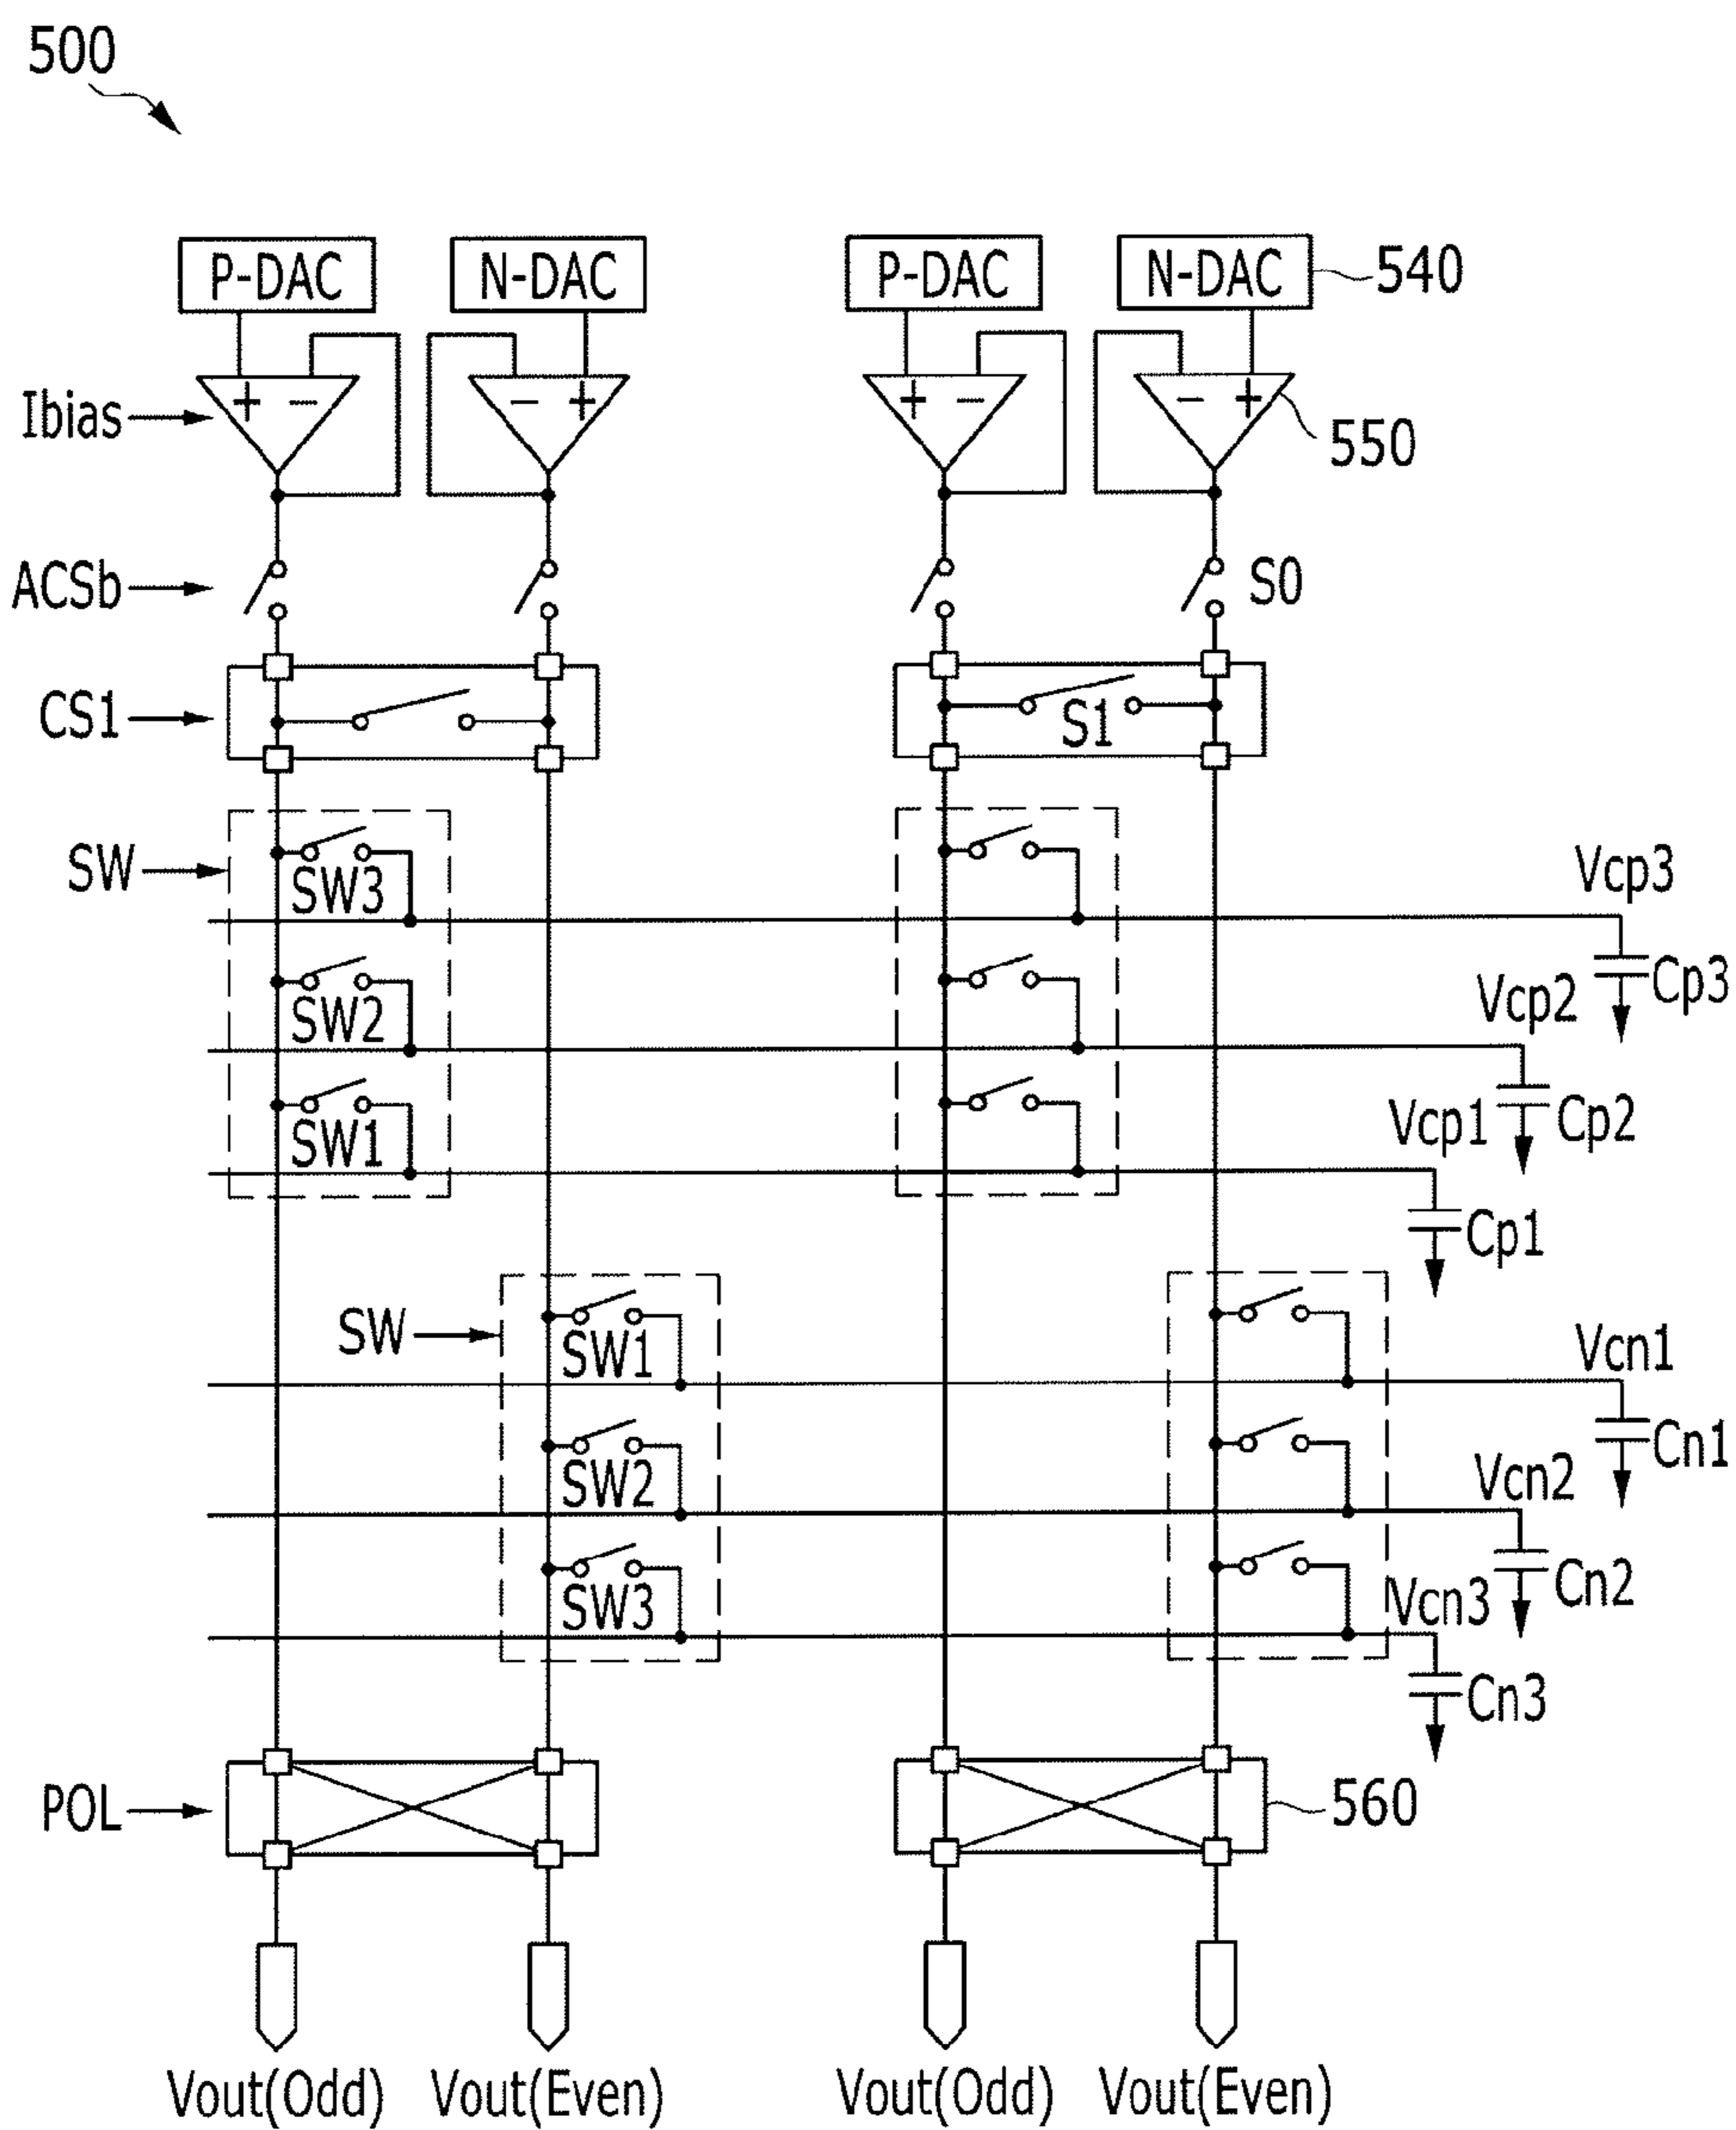 500
P-DAC N-DAC P-DAC N-DAC 540
Ibias + − − + + − − + 550
ACSb S0
CS1 S1
SW SW3 Vcp3
Cp3
SW2 Vcp2
Cp2
SW1 Vcp1
Cp1
SW SW1 Vcn1
Cn1
SW2 Vcn2
Cn2
SW3 Vcn3
Cn3
POL 560
Vout(Odd) Vout(Even) Vout(Odd) Vout(Even)